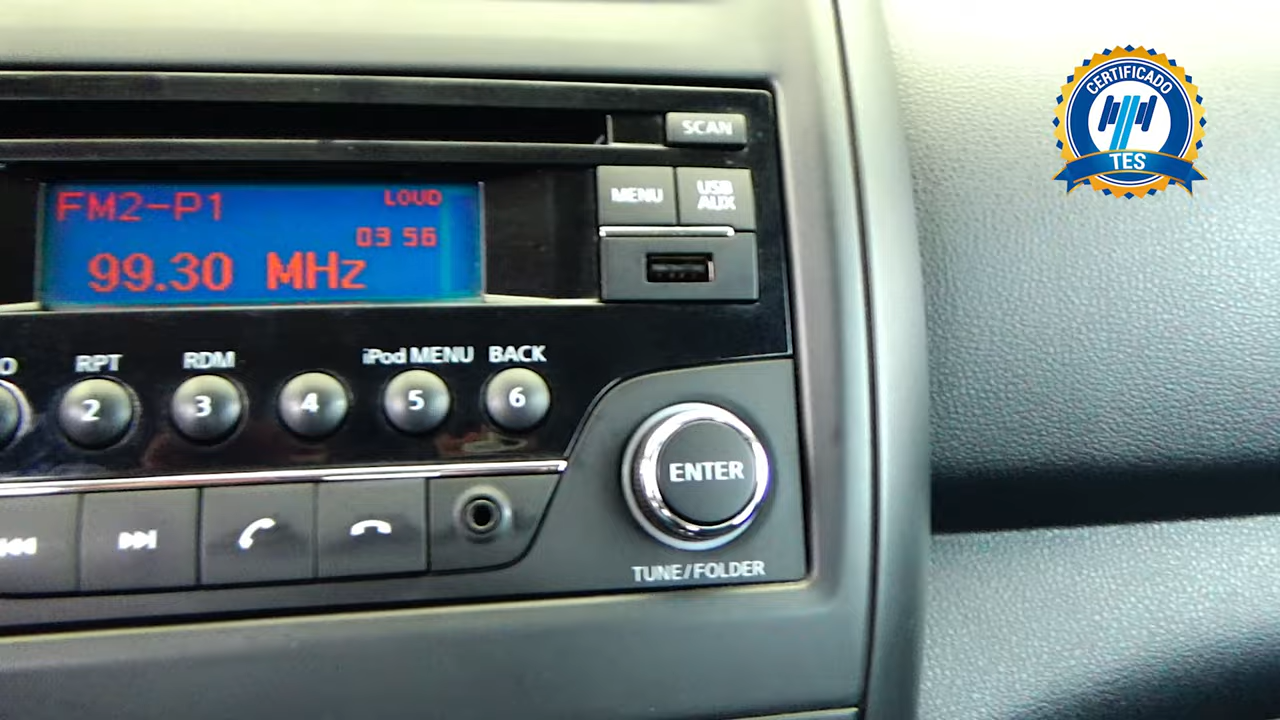 CERTIFICADO
TES
SCAN
MENU
USB
AUX
FM2-P1
LOUD
03 56
99.30 MHz
RPT
RDM
iPod MENU
BACK
2
3
4
5
6
ENTER
TUNE/FOLDER